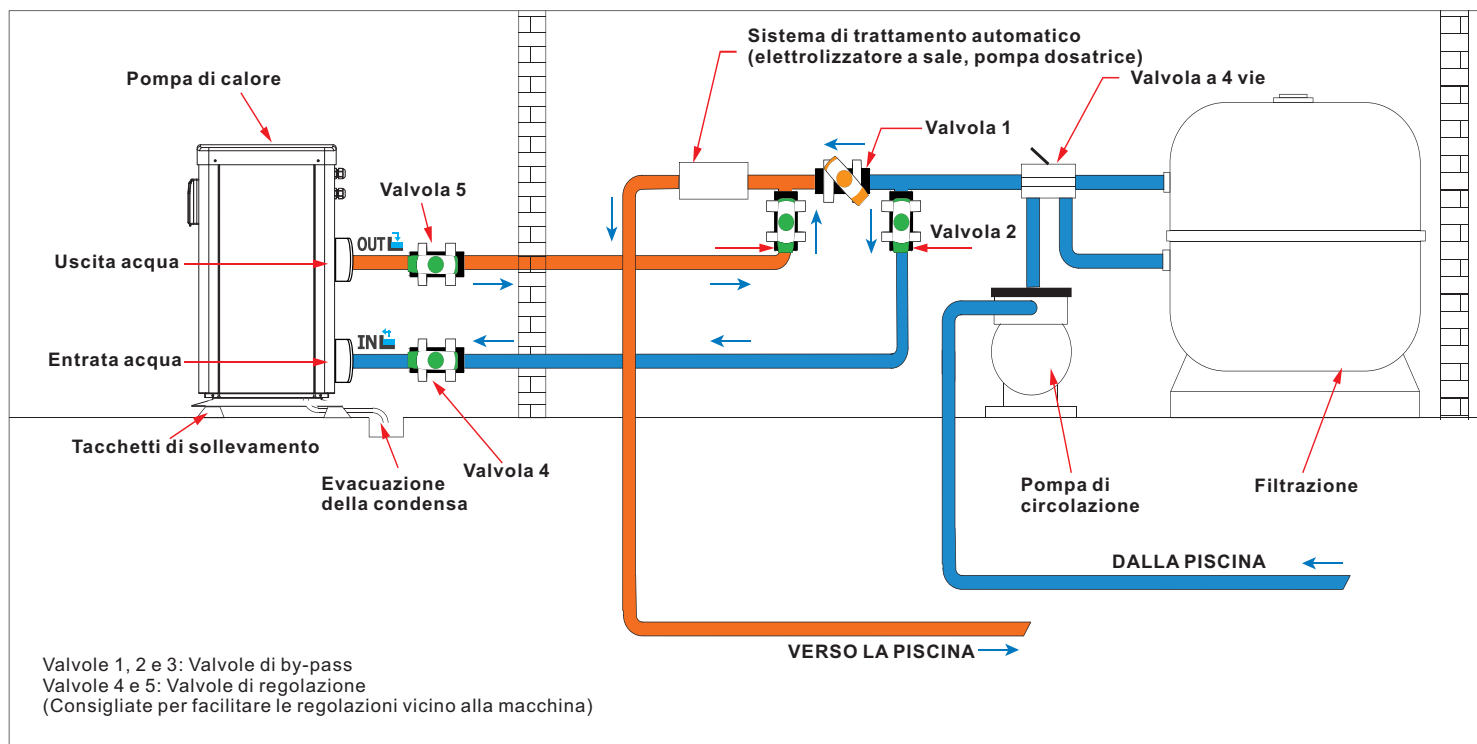 Sistema di trattamento automatico
(elettrolizzatore a sale, pompa dosatrice)
Pompa di calore
Valvola a 4 vie
Valvola 1
Valvola 5
OUT
Valvola 2
Uscita acqua
IN
Entrata acqua
Tacchetti di sollevamento
Valvola 4
Evacuazione
della condensa
Pompa di
circolazione
Filtrazione
DALLA PISCINA
VERSO LA PISCINA
Valvole 1, 2 e 3: Valvole di by-pass
Valvole 4 e 5: Valvole di regolazione
(Consigliate per facilitare le regolazioni vicino alla macchina)